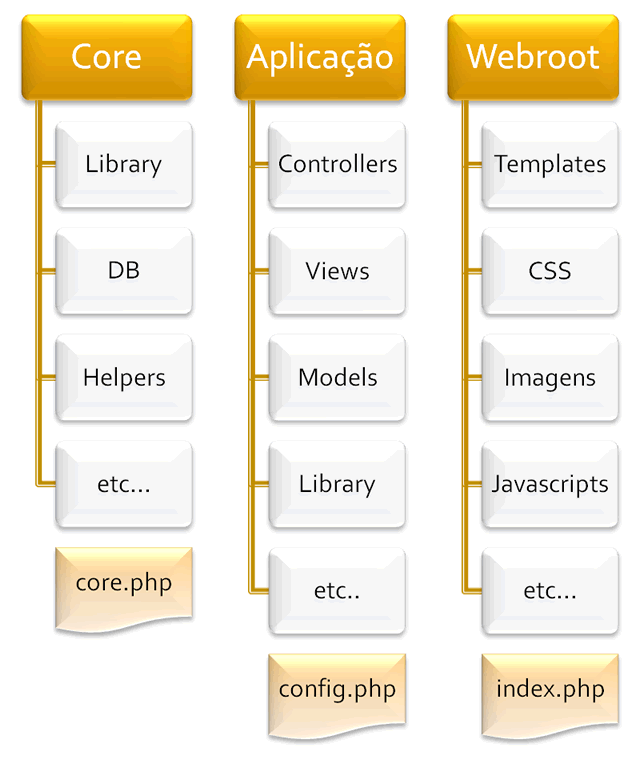 Core
Library
DB
Helpers
etc...
core.php
Aplicação
Controllers
Views
Models
Library
etc..
config.php
Webroot
Templates
CSS
Imagens
Javascripts
etc...
index.php